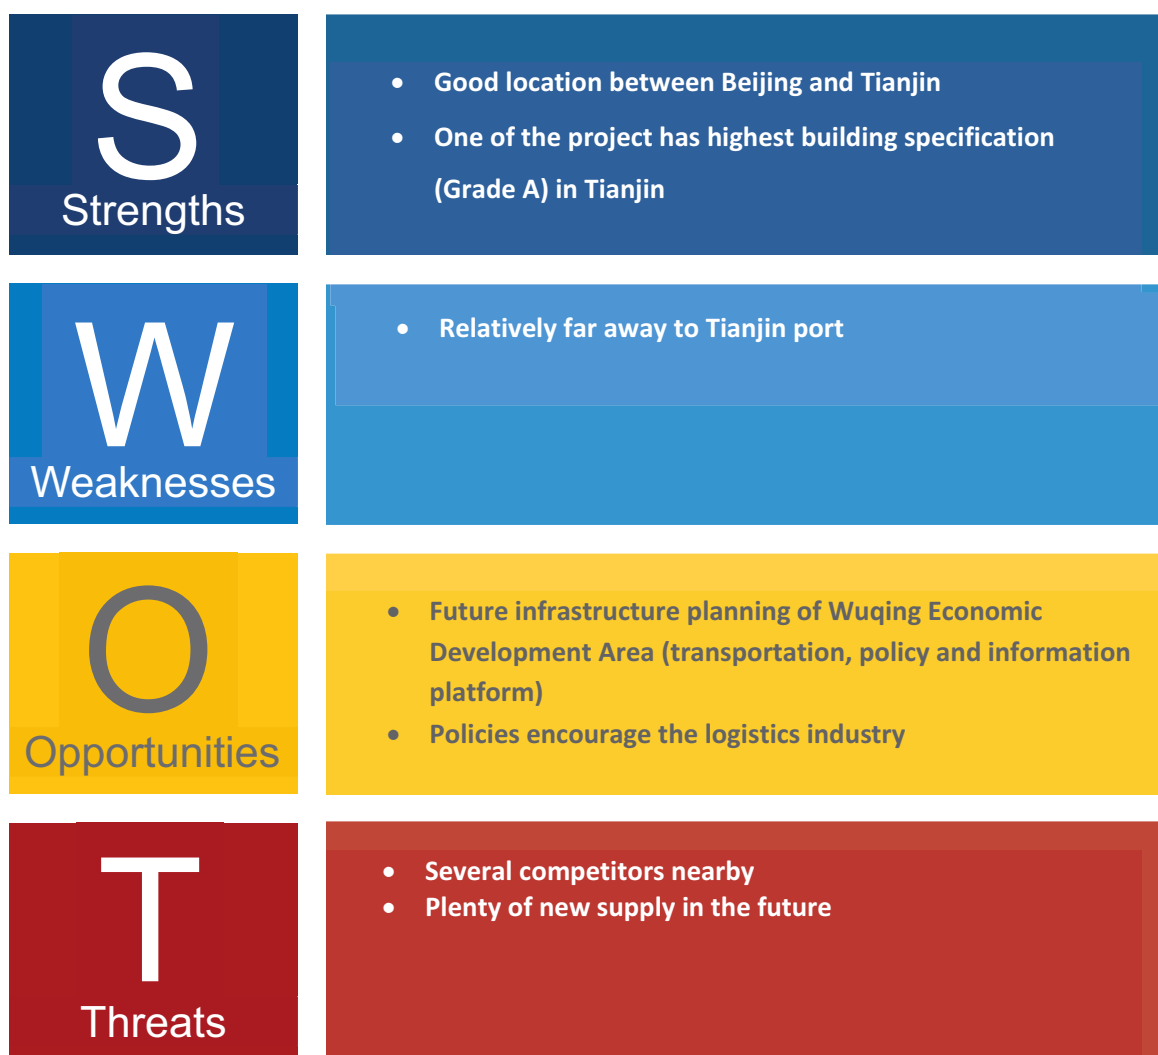 S
Strengths
• Good location between Beijing and Tianjin
• One of the project has highest building specification
(Grade A) in Tianjin
W
Weaknesses
• Relatively far away to Tianjin port
O
Opportunities
• Future infrastructure planning of Wuqing Economic
Development Area (transportation, policy and information
platform)
• Policies encourage the logistics industry
T
Threats
• Several competitors nearby
• Plenty of new supply in the future